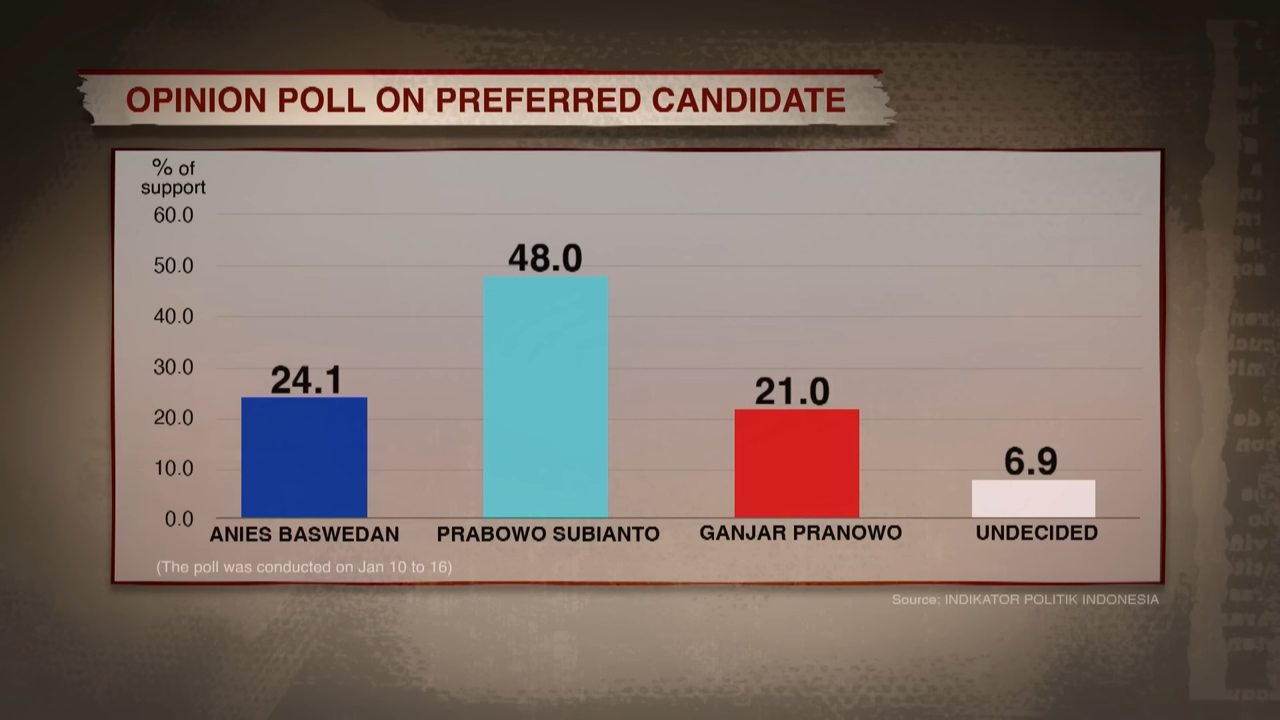 OPINION POLL ON PREFERRED CANDIDATE
% of
support
60.0
50.0
40.0
30.0
20.0
10.0
0.0
24.1
48.0
21.0
6.9
ANIES BASWEDAN
PRABOWO SUBIANTO
GANJAR PRANOWO
UNDECIDED
(The poll was conducted on Jan 10 to 16)
Source: INDIKATOR POLITIK INDONESIA